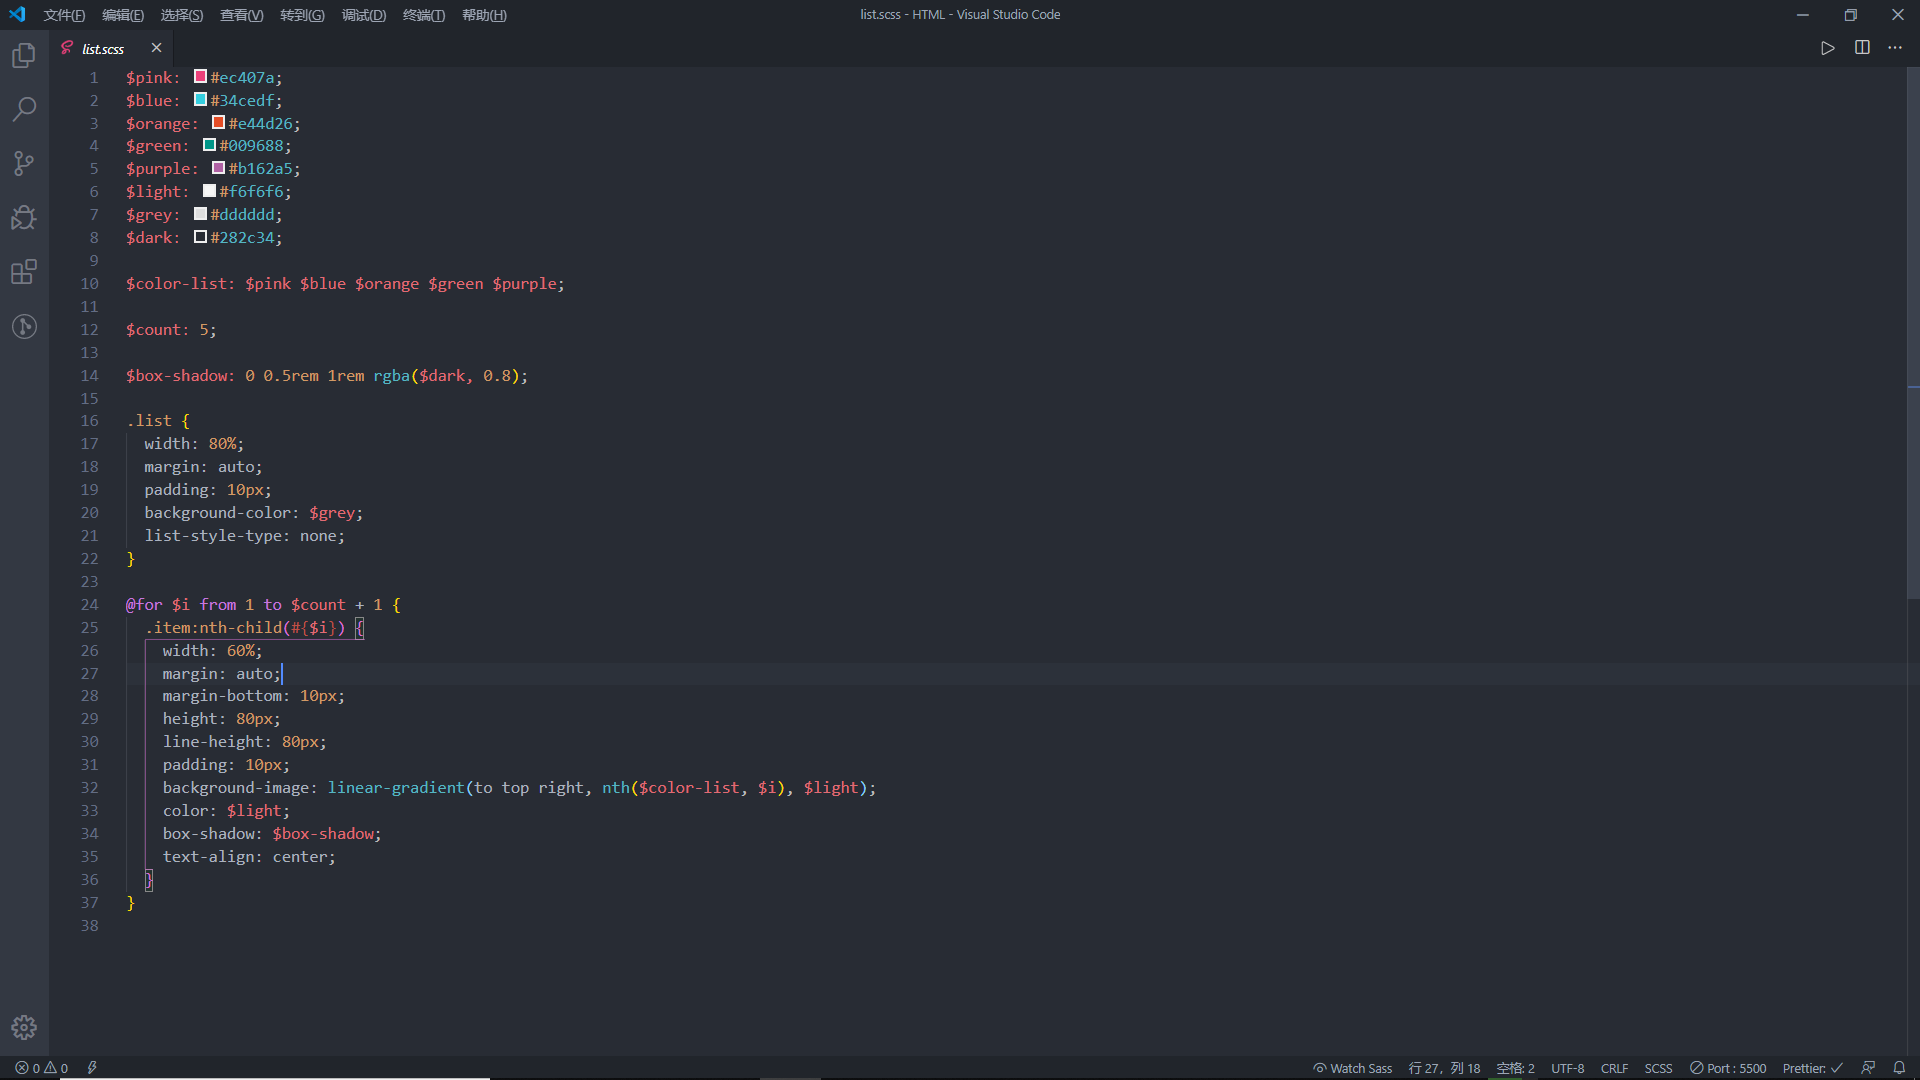 文件(F) 编辑(E) 选择(S) 查看(V) 转到(G) 调试(D) 终端(T) 帮助(H) list.scss - HTML - Visual Studio Code
list.scss
1 $pink: #ec407a;
2 $blue: #34cedf;
3 $orange: #e44d26;
4 $green: #009688;
5 $purple: #b162a5;
6 $light: #f6f6f6;
7 $grey: #dddddd;
8 $dark: #282c34;
9
10 $color-list: $pink $blue $orange $green $purple;
11
12 $count: 5;
13
14 $box-shadow: 0 0.5rem 1rem rgba($dark, 0.8);
15
16 .list {
17 width: 80%;
18 margin: auto;
19 padding: 10px;
20 background-color: $grey;
21 list-style-type: none;
22 }
23
24 @for $i from 1 to $count + 1 {
25 .item:nth-child(#{$i}) {
26 width: 60%;
27 margin: auto;
28 margin-bottom: 10px;
29 height: 80px;
30 line-height: 80px;
31 padding: 10px;
32 background-image: linear-gradient(to top right, nth($color-list, $i), $light);
33 color: $light;
34 box-shadow: $box-shadow;
35 text-align: center;
36 }
37 }
38
0 0 Watch Sass 行 27，列 18 空格: 2 UTF-8 CRLF SCSS Port : 5500 Prettier: ✓